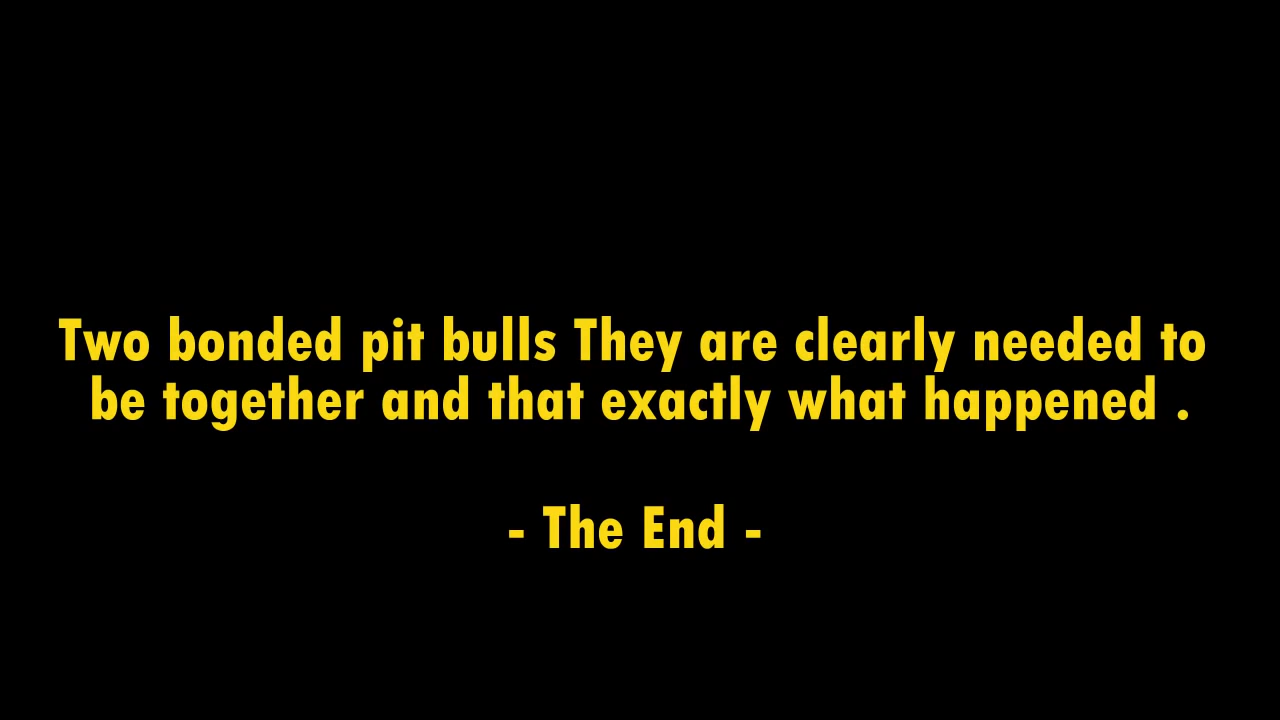 Two bonded pit bulls They are clearly needed to
be together and that exactly what happened .
- The End -